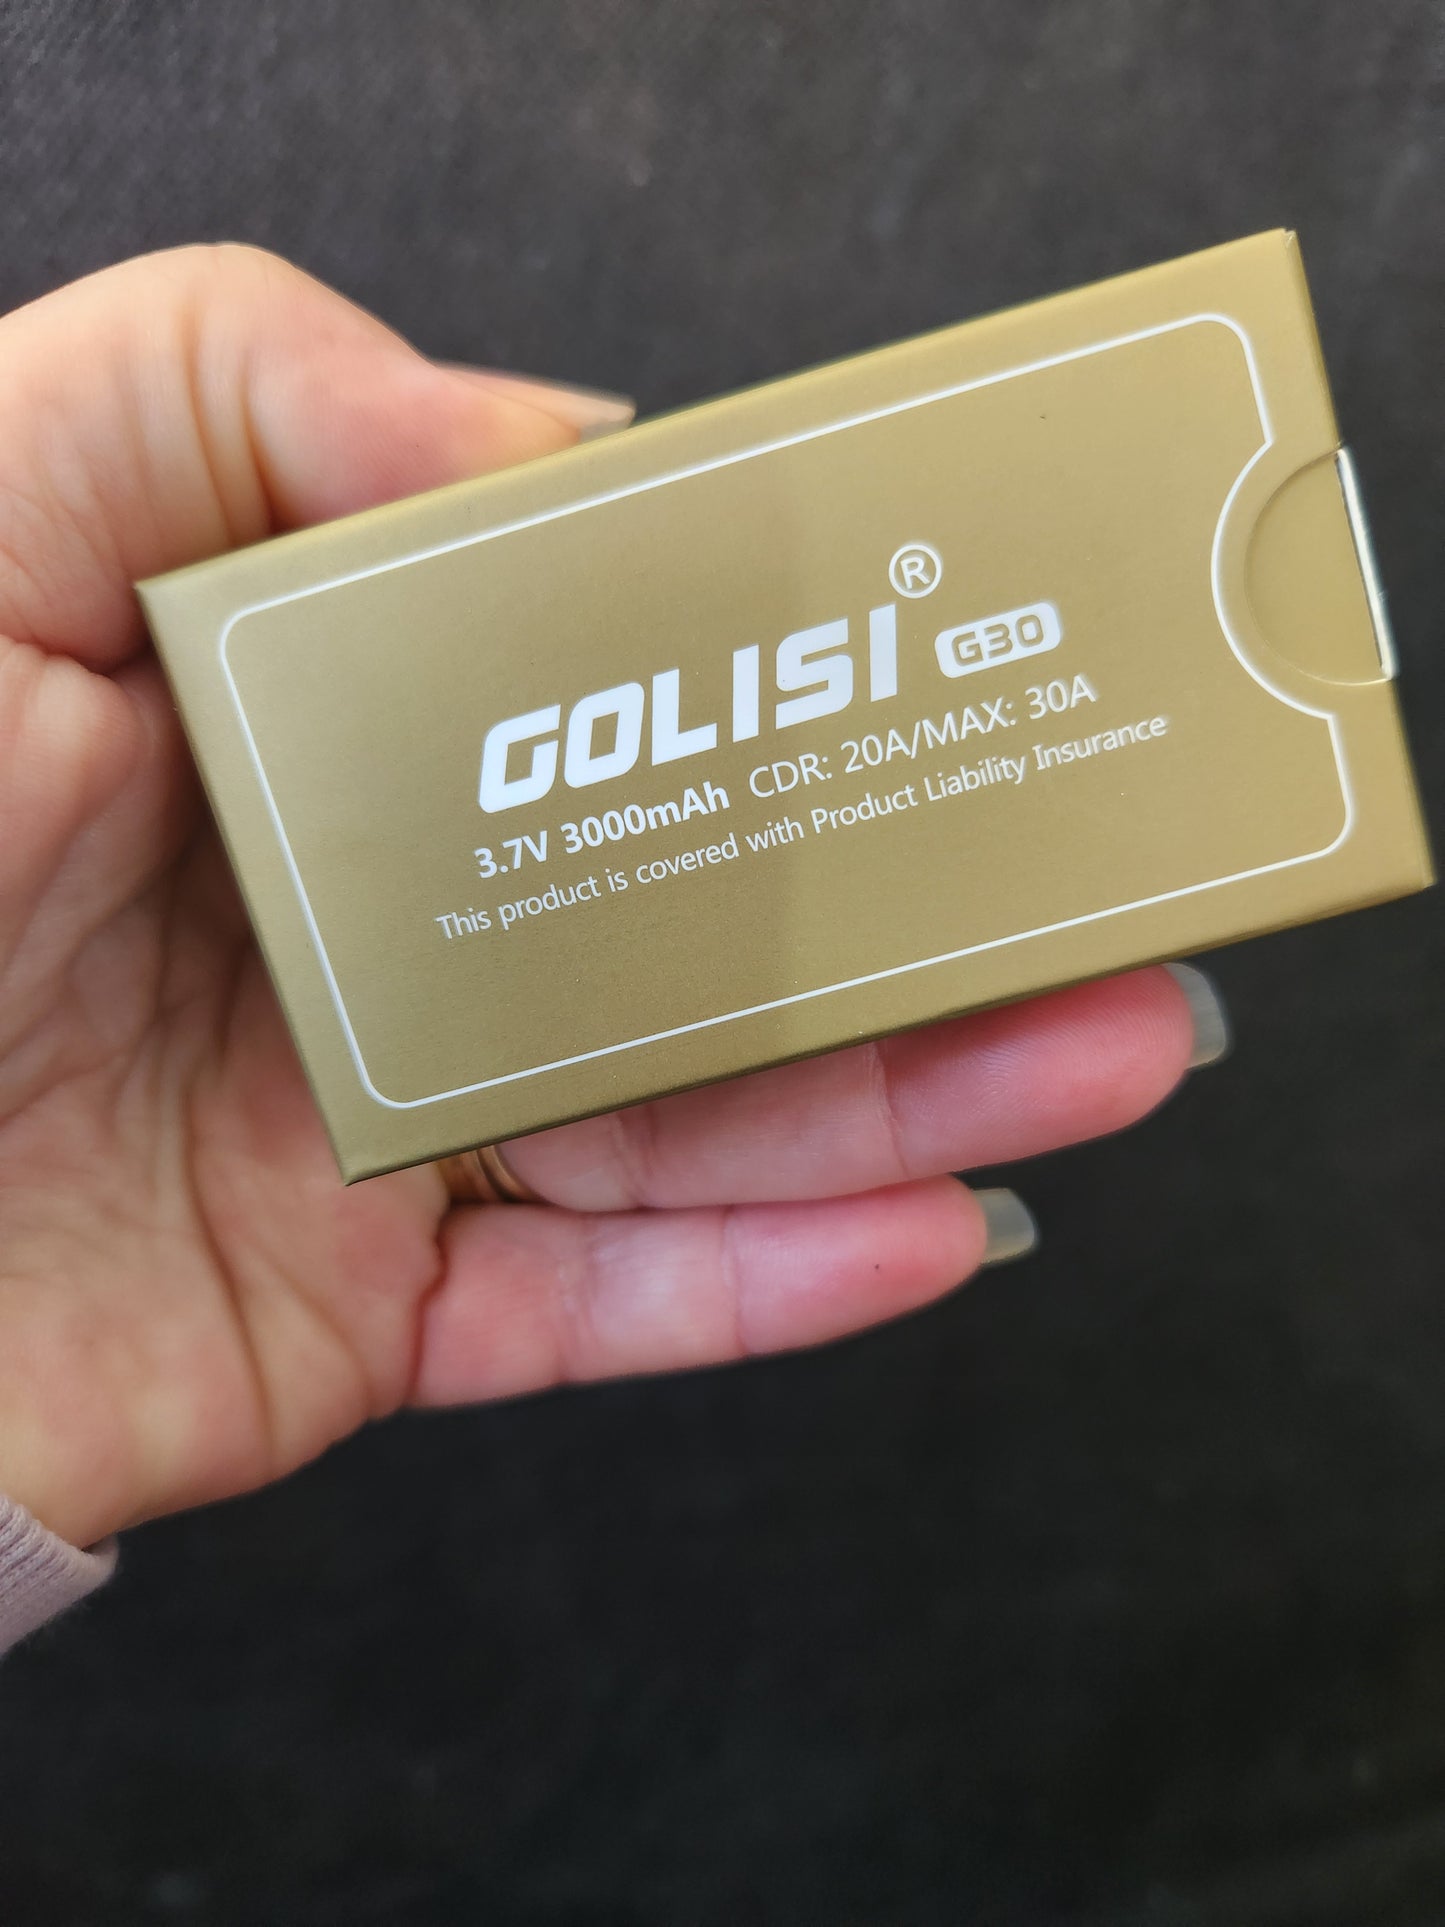 GOLISI® G30
3.7V 3000mAh CDR: 20A/MAX: 30A
This product is covered with Product Liability Insurance